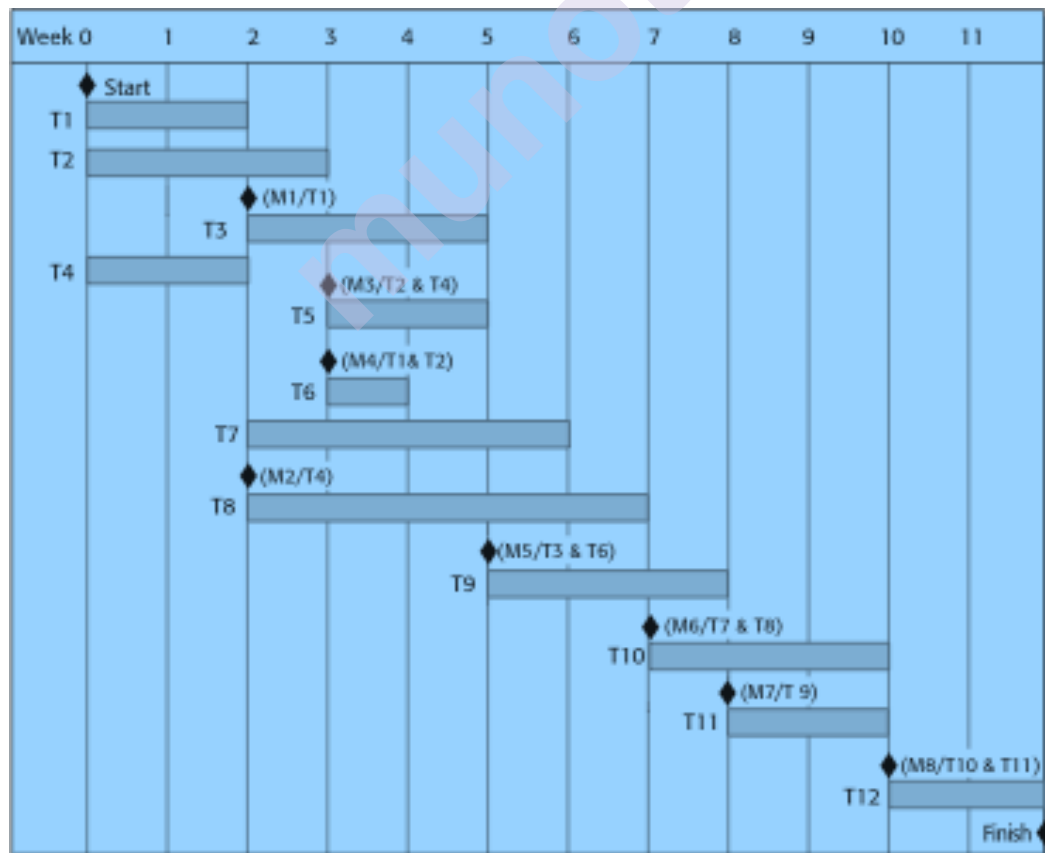 Week 0 1 2 3 4 5 6 7 8 9 10 11
Start
T1
T2
(M1/T1)
T3
T4
(M3/T2 & T4)
T5
(M4/T1& T2)
T6
T7
(M2/T4)
T8
(M5/T3 & T6)
T9
(M6/T7 & T8)
T10
(M7/T 9)
T11
(M8/T10 & T11)
T12
Finish